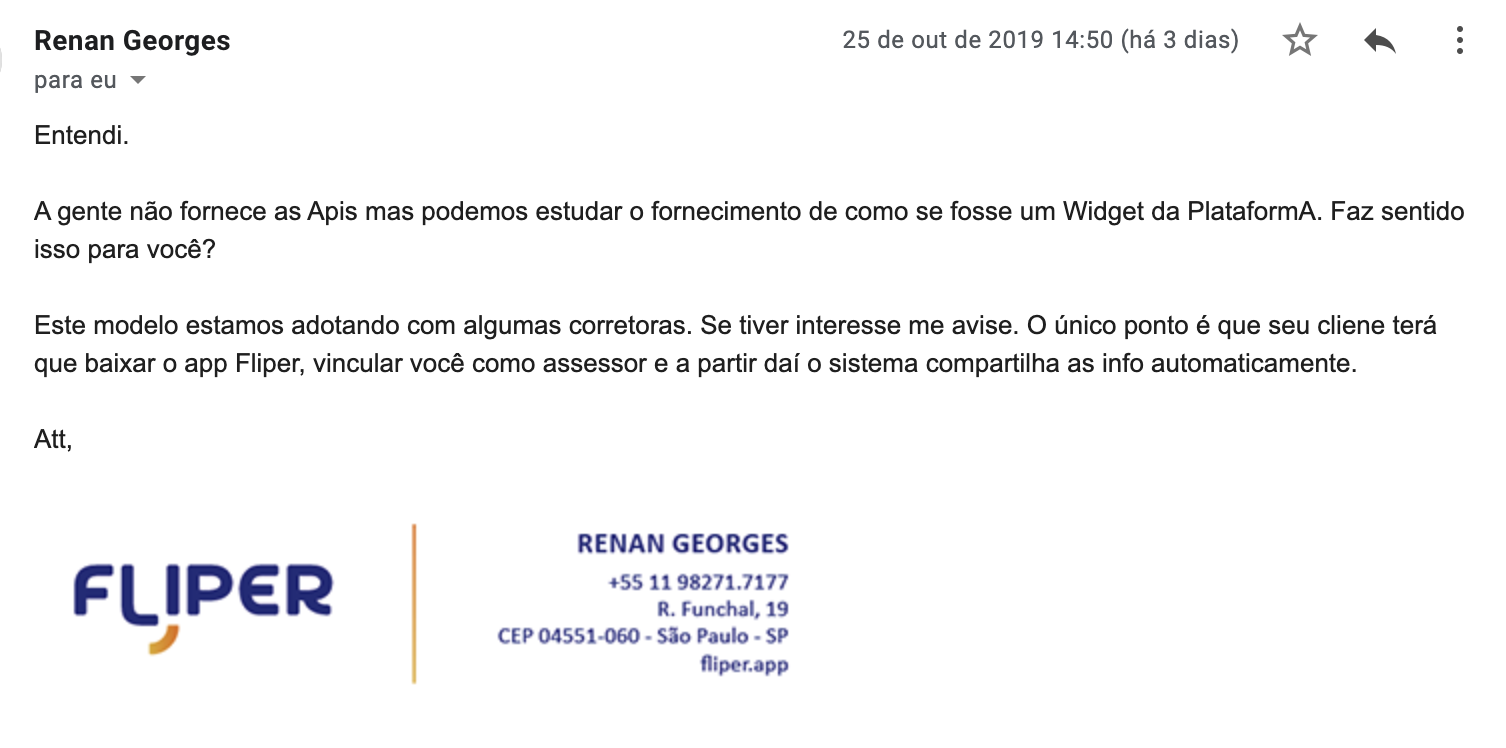 Renan Georges
25 de out de 2019 14:50 (há 3 dias)
para eu
Entendi.
A gente não fornece as Apis mas podemos estudar o fornecimento de como se fosse um Widget da PlataformA. Faz sentido
isso para você?
Este modelo estamos adotando com algumas corretoras. Se tiver interesse me avise. O único ponto é que seu cliene terá
que baixar o app Fliper, vincular você como assessor e a partir daí o sistema compartilha as info automaticamente.
Att,
FLIPER
RENAN GEORGES
+55 11 98271.7177
R. Funchal, 19
CEP 04551-060 - São Paulo - SP
fliper.app